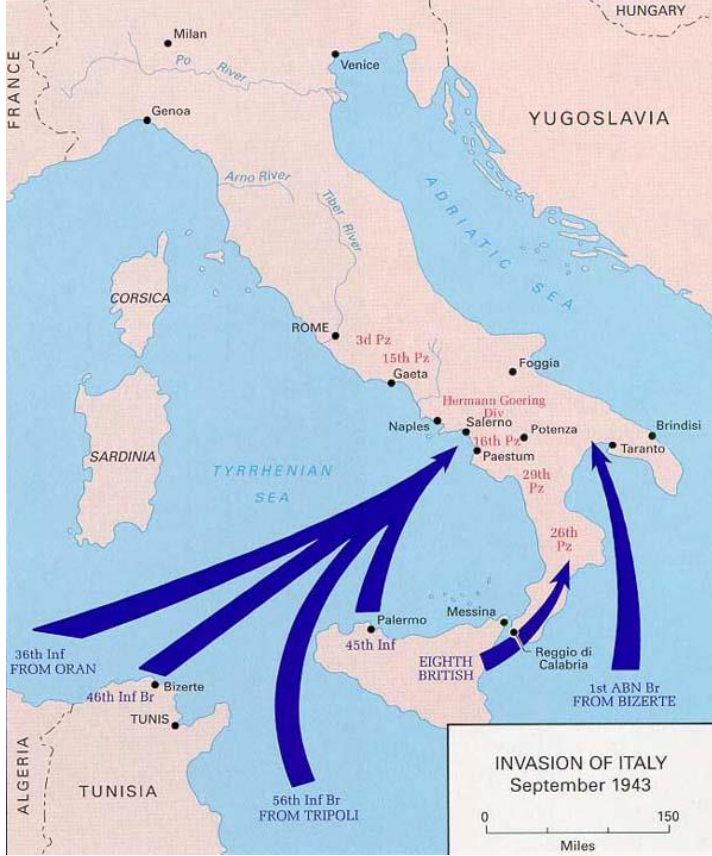 HUNGARY
Milan
Po River
Venice
FRANCE
Genoa
YUGOSLAVIA
Arno River
Tiber River
ADRIATIC SEA
CORSICA
ROME
3d Pz
15th Pz
Gaeta
Foggia
Hermann Goering
Div
Naples
Salerno
Brindisi
16th Pz
Potenza
Taranto
Paestum
SARDINIA
TYRRHENIAN
SEA
29th
Pz
26th
Pz
Messina
Palermo
36th Inf
FROM ORAN
45th Inf
EIGHTH
BRITISH
Reggio di
Calabria
46th Inf Br
Bizerte
1st ABN Br
FROM BIZERTE
TUNIS
ALGERIA
TUNISIA
56th Inf Br
FROM TRIPOLI
INVASION OF ITALY
September 1943
0 150
Miles